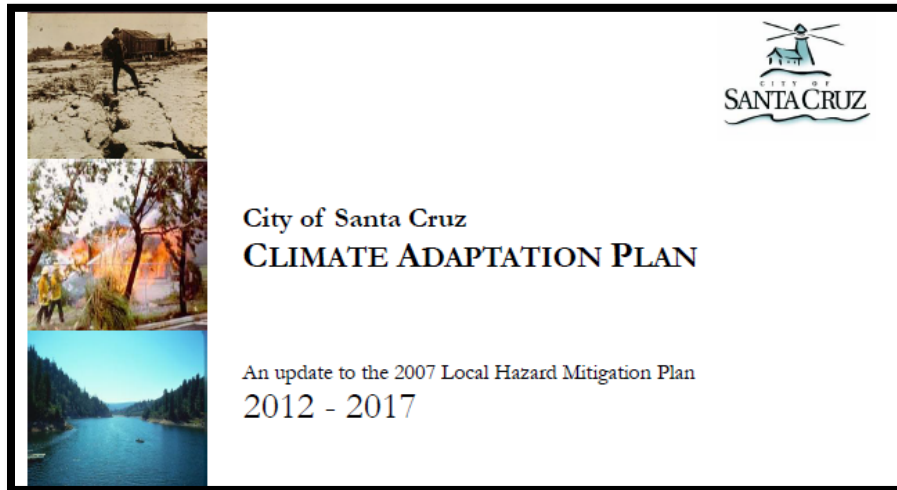 CITY OF
SANTA CRUZ
City of Santa Cruz
CLIMATE ADAPTATION PLAN
An update to the 2007 Local Hazard Mitigation Plan
2012 - 2017